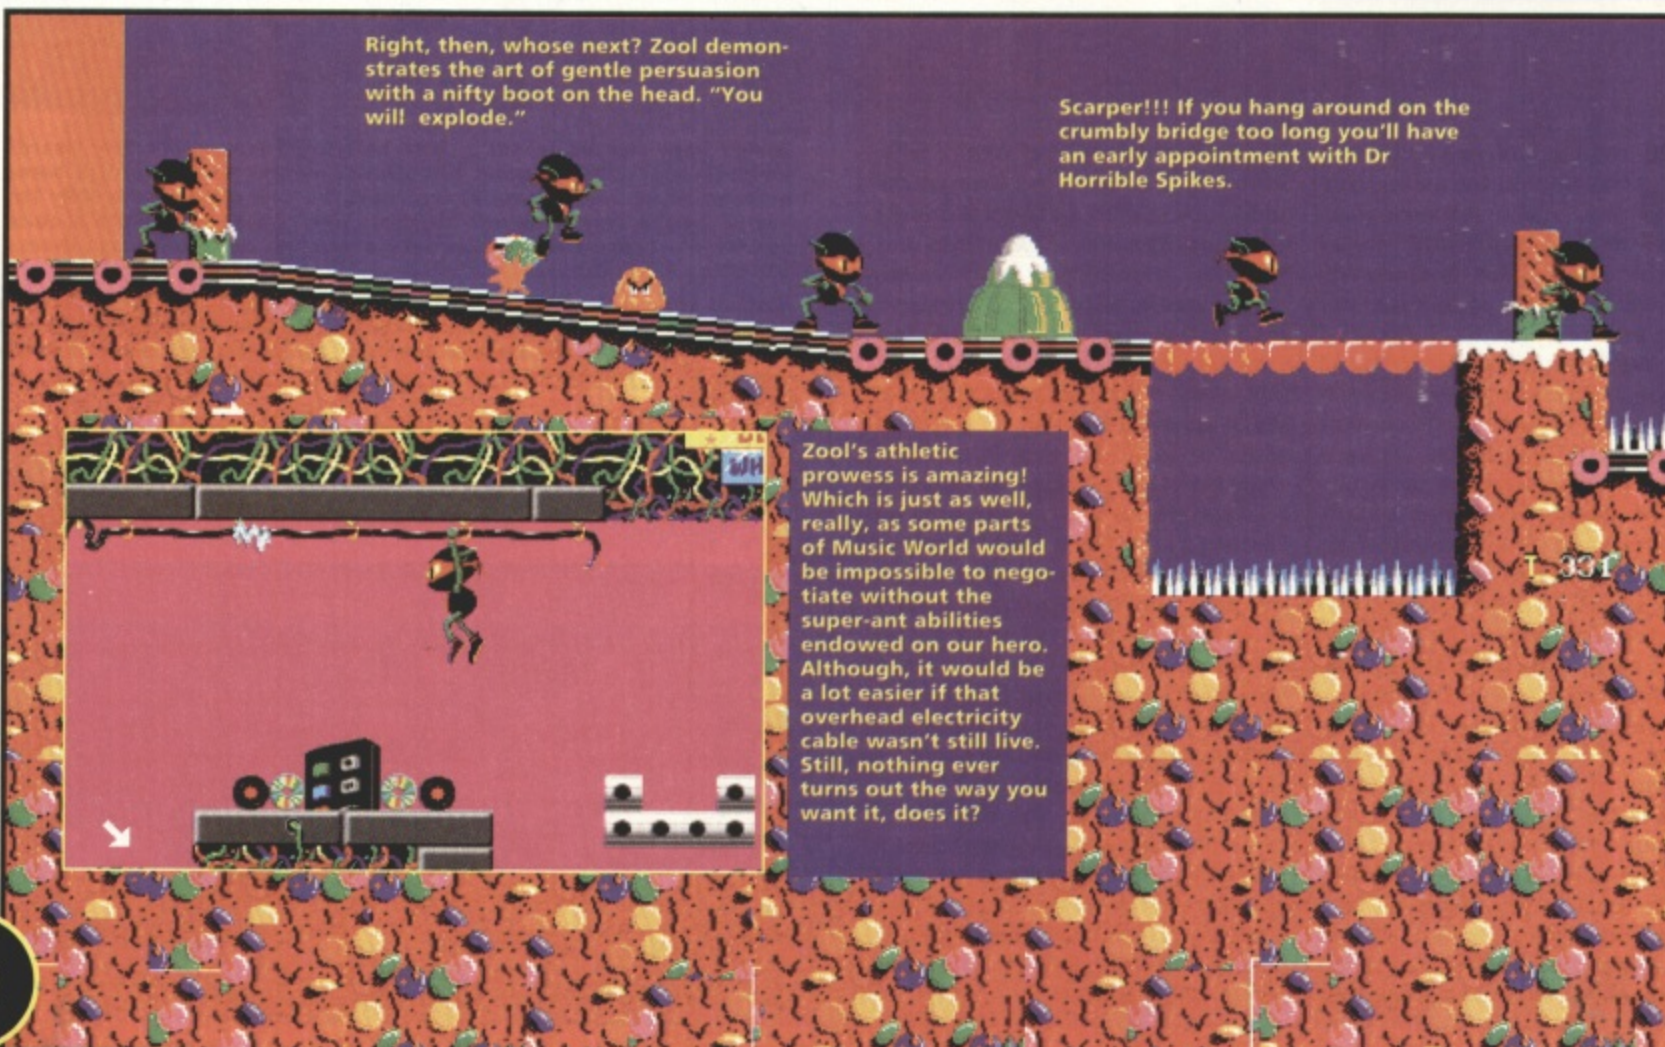 Right, then, whose next? Zool demon-
strates the art of gentle persuasion
with a nifty boot on the head. "You
will explode."
Scarper!!! If you hang around on the
crumbly bridge too long you'll have
an early appointment with Dr
Horrible Spikes.
WH
Zool's athletic
prowess is amazing!
Which is just as well,
really, as some parts
of Music World would
be impossible to nego-
tiate without the
super-ant abilities
endowed on our hero.
Although, it would be
a lot easier if that
overhead electricity
cable wasn't still live.
Still, nothing ever
turns out the way you
want it, does it?
T 331